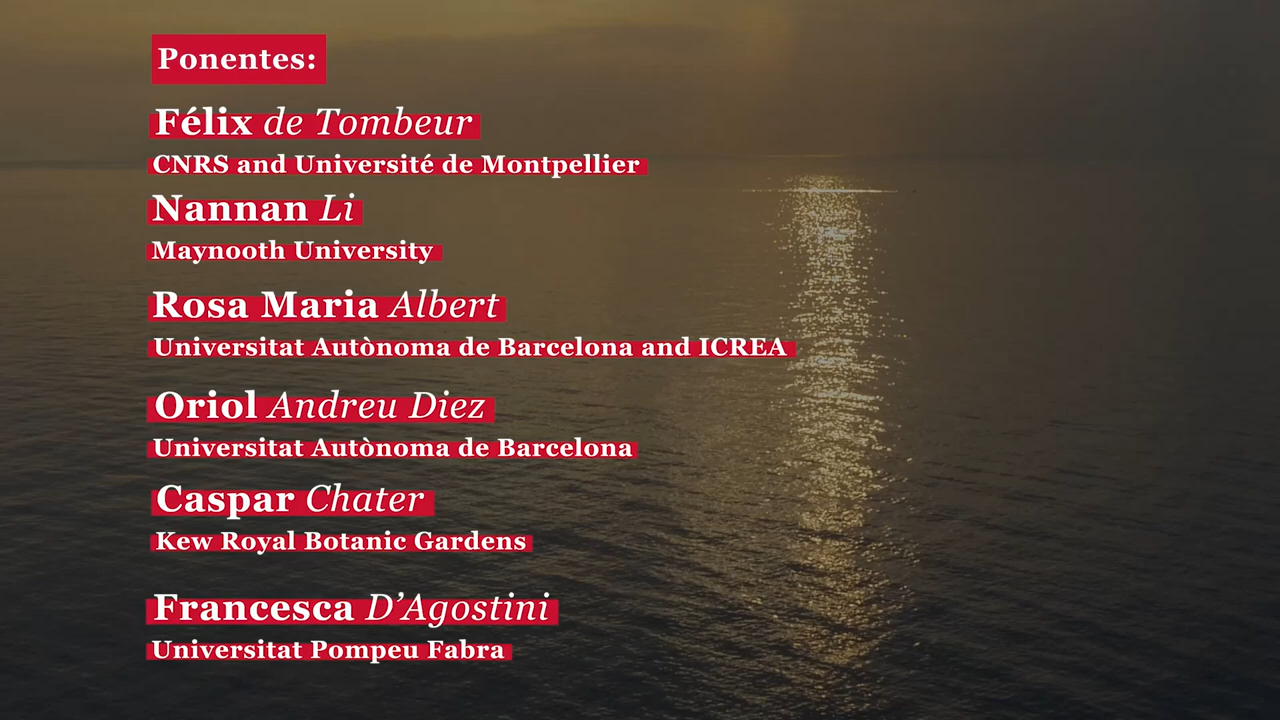 Ponentes:
Félix de Tombeur
CNRS and Université de Montpellier
Nannan Li
Maynooth University
Rosa Maria Albert
Universitat Autònoma de Barcelona and ICREA
Oriol Andreu Diez
Universitat Autònoma de Barcelona
Caspar Chater
Kew Royal Botanic Gardens
Francesca D’Agostini
Universitat Pompeu Fabra